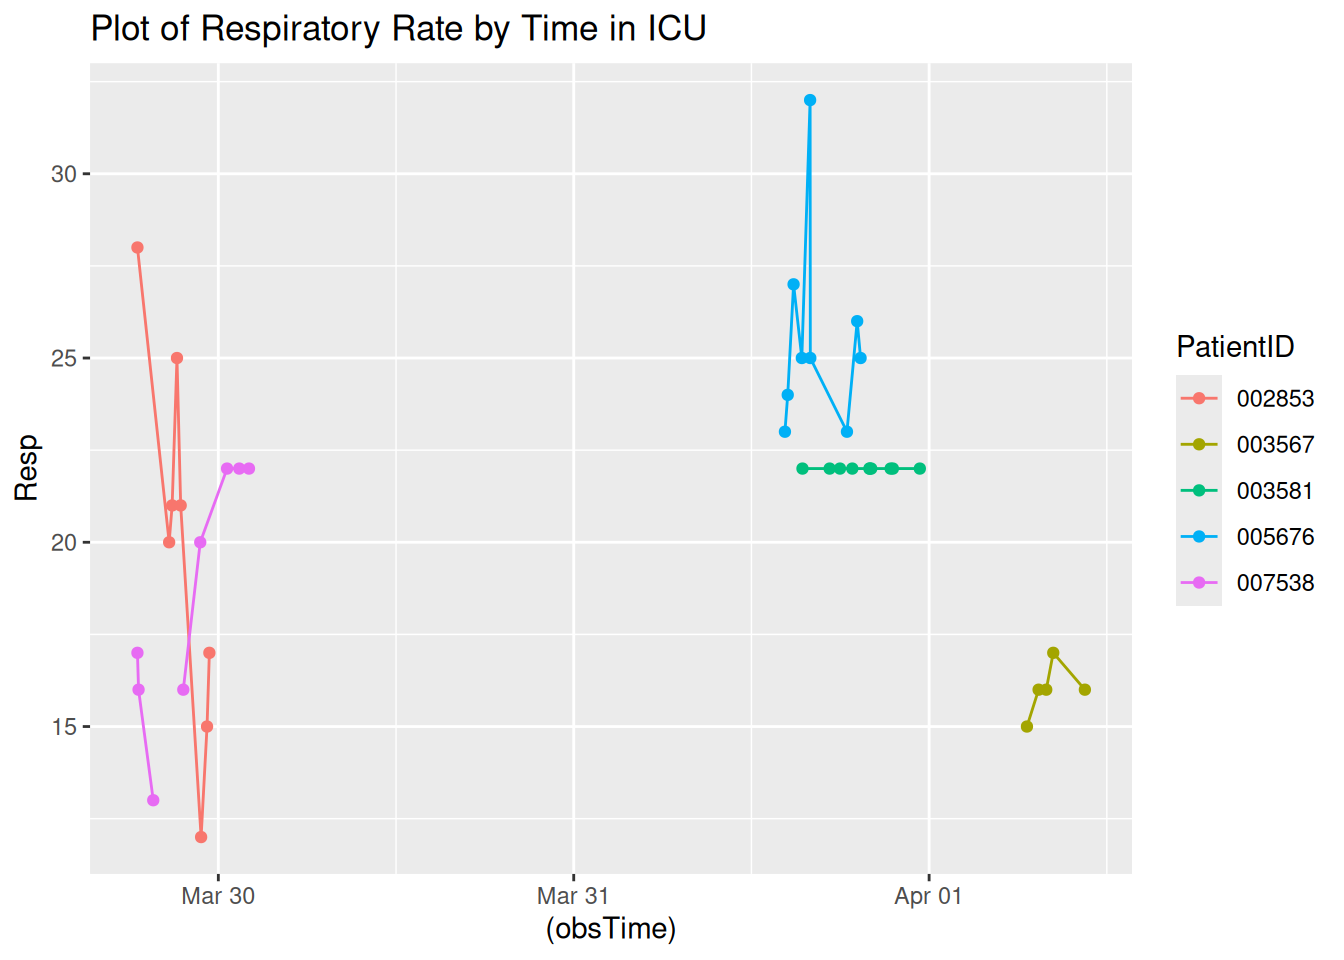 Plot of Respiratory Rate by Time in ICU
30
25
20
15
Resp
Mar 30
Mar 31
Apr 01
(obsTime)
PatientID
002853
003567
003581
005676
007538